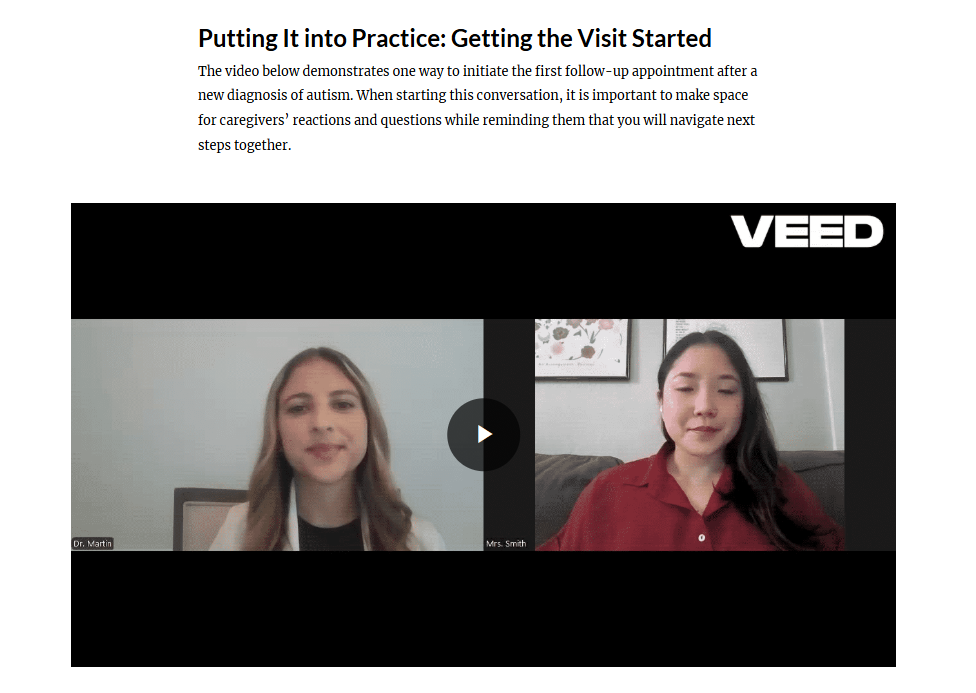 Putting It into Practice: Getting the Visit Started
The video below demonstrates one way to initiate the first follow-up appointment after a
new diagnosis of autism. When starting this conversation, it is important to make space
for caregivers’ reactions and questions while reminding them that you will navigate next
steps together.
VEED
Dr. Martin
Mrs. Smith